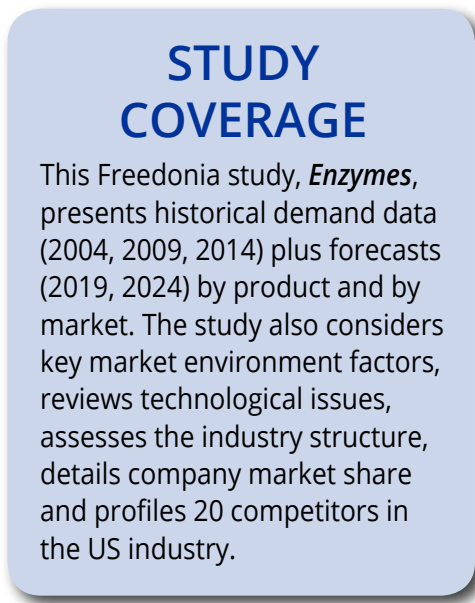 STUDY
COVERAGE
This Freedonia study, Enzymes,
presents historical demand data
(2004, 2009, 2014) plus forecasts
(2019, 2024) by product and by
market. The study also considers
key market environment factors,
reviews technological issues,
assesses the industry structure,
details company market share
and profiles 20 competitors in
the US industry.